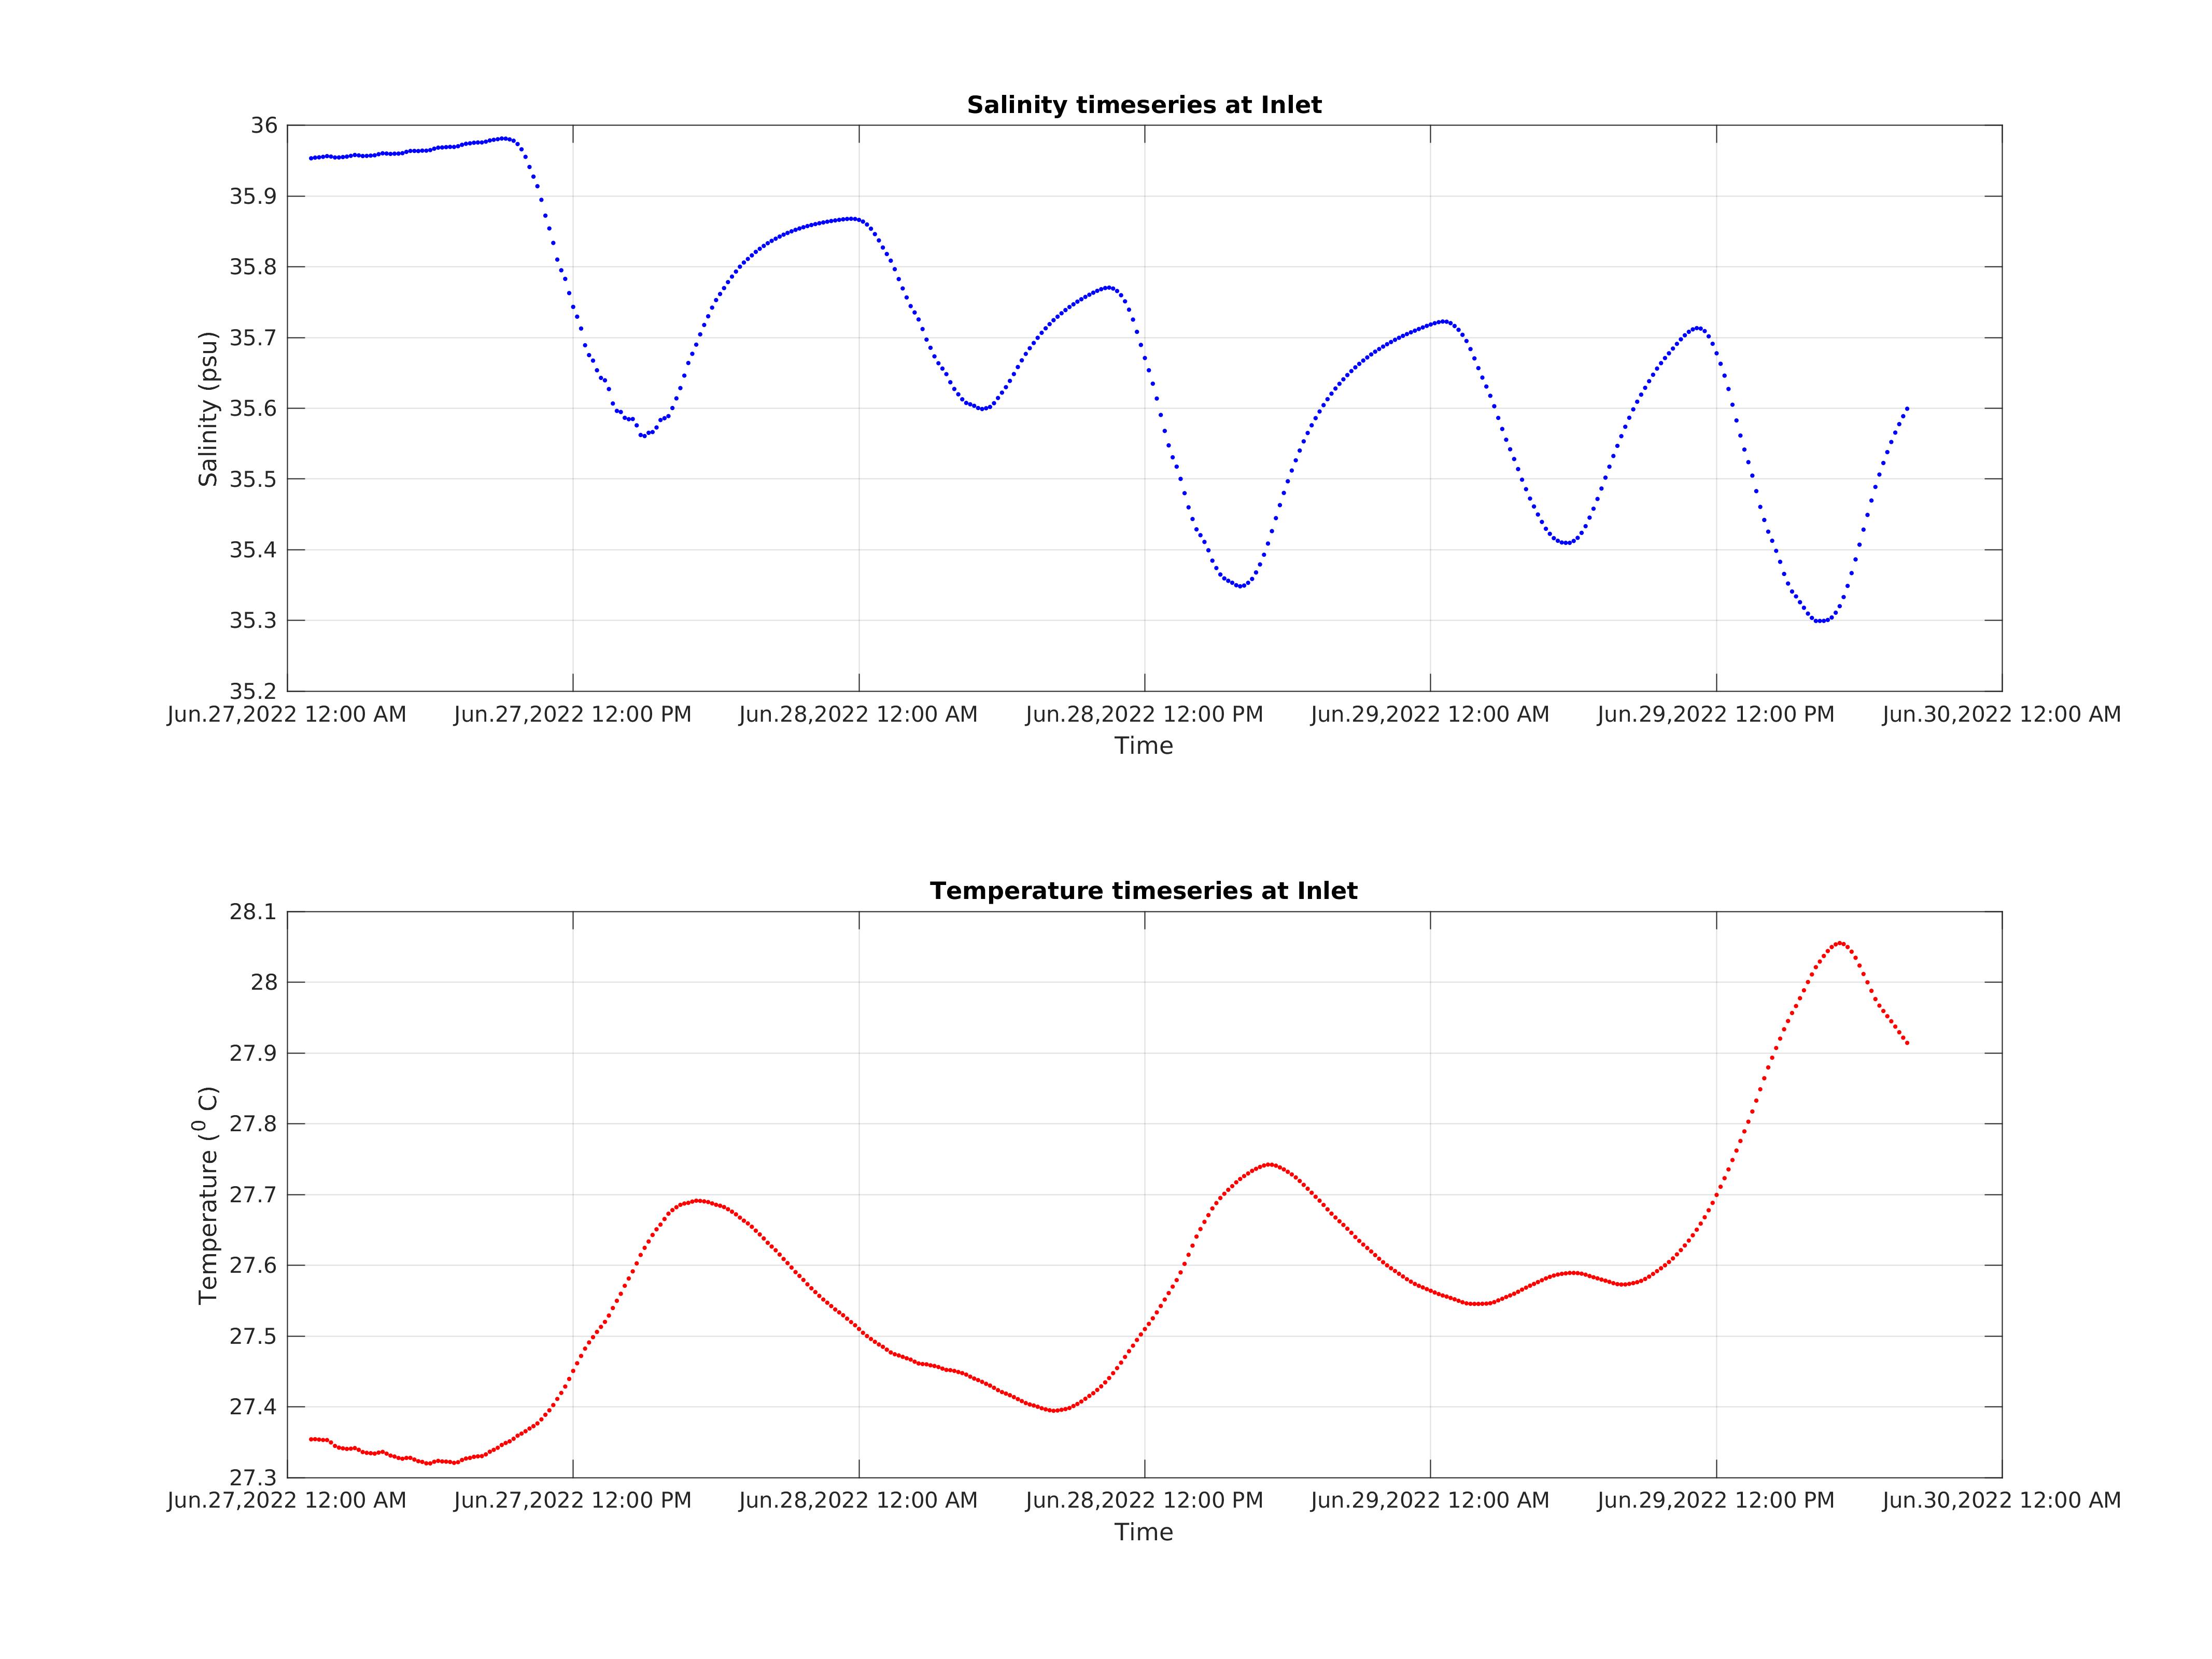 Salinity timeseries at Inlet
36
35.9
35.8
35.7
35.6
35.5
35.4
35.3
35.2
Salinity (psu)
Jun.27,2022 12:00 AM Jun.27,2022 12:00 PM Jun.28,2022 12:00 AM Jun.28,2022 12:00 PM Jun.29,2022 12:00 AM Jun.29,2022 12:00 PM Jun.30,2022 12:00 AM
Time
Temperature timeseries at Inlet
28.1
28
27.9
27.8
27.7
27.6
27.5
27.4
27.3
Temperature (⁰ C)
Jun.27,2022 12:00 AM Jun.27,2022 12:00 PM Jun.28,2022 12:00 AM Jun.28,2022 12:00 PM Jun.29,2022 12:00 AM Jun.29,2022 12:00 PM Jun.30,2022 12:00 AM
Time